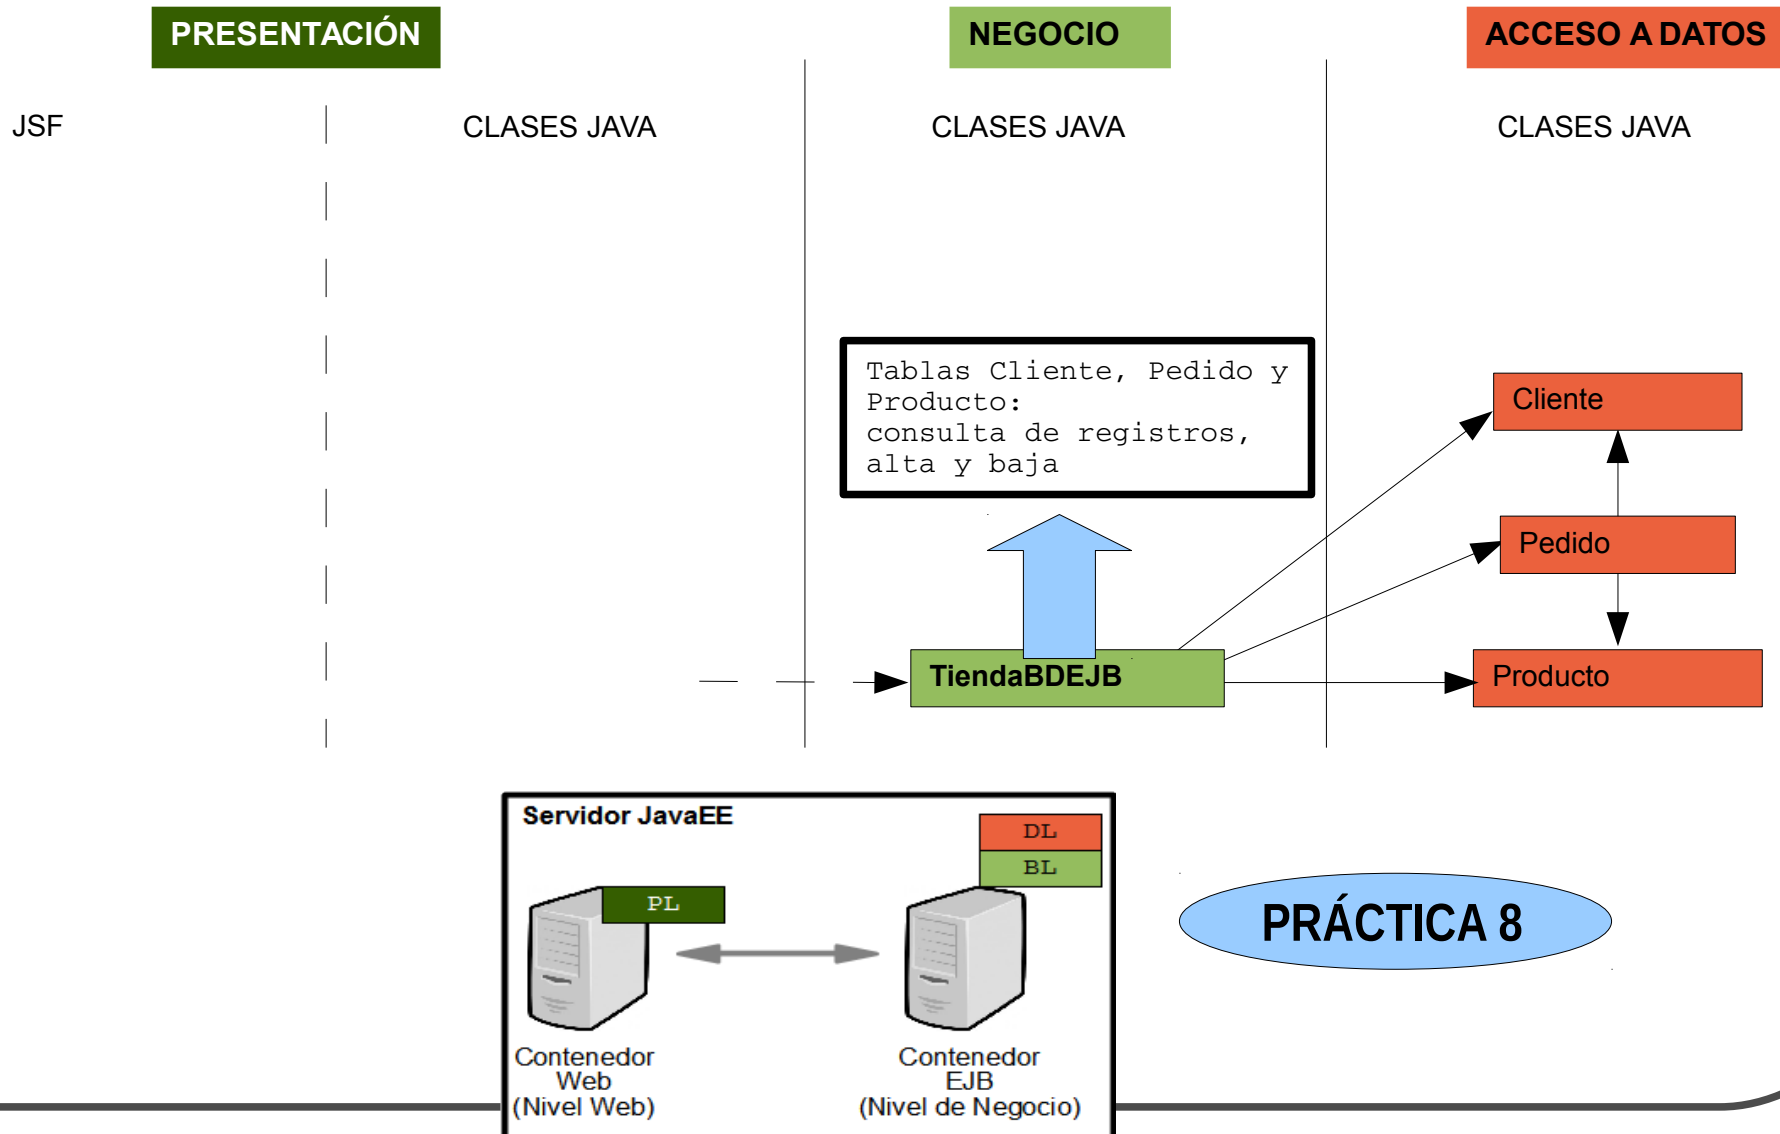 PRESENTACIÓN
NEGOCIO
ACCESO A DATOS
JSF
CLASES JAVA
CLASES JAVA
CLASES JAVA
Tablas Cliente, Pedido y
Producto:
consulta de registros,
alta y baja
Cliente
Pedido
TiendaBDEJB
Producto
Servidor JavaEE
DL
BL
PL
PRÁCTICA 8
Contenedor
Web
(Nivel Web)
Contenedor
EJB
(Nivel de Negocio)